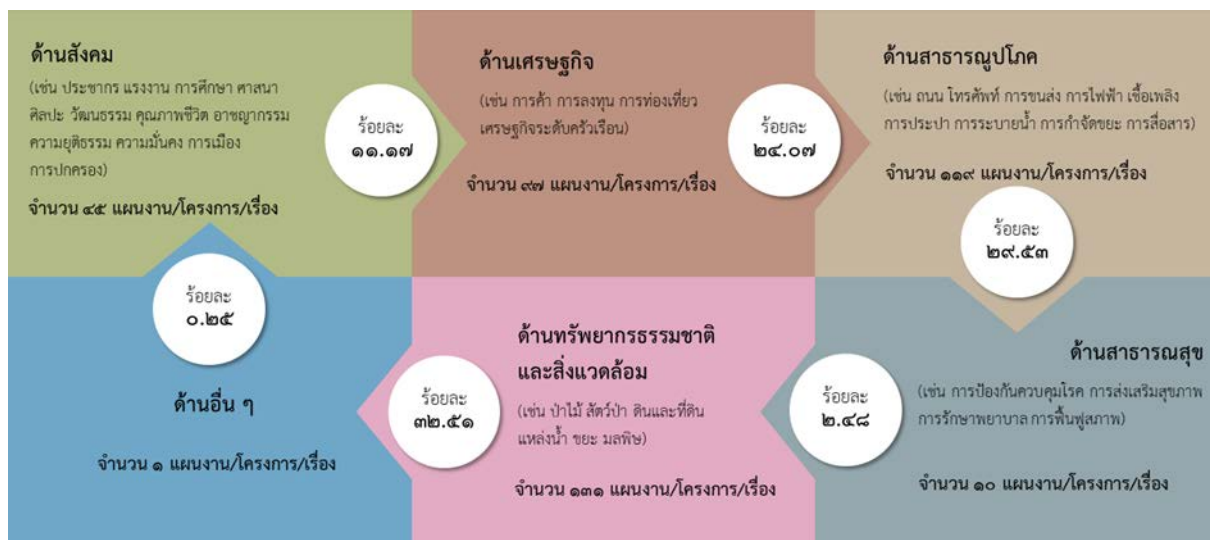 ด้านสังคม
(เช่น ประชากร แรงงาน การศึกษา ศาสนา
ศิลปะ วัฒนธรรม คุณภาพชีวิต อาชญากรรม
ความยุติธรรม ความมั่นคง การเมือง
การปกครอง)
จำนวน ๔๕ แผนงาน/โครงการ/เรื่อง
ร้อยละ
๑๑.๑๗
ด้านเศรษฐกิจ
(เช่น การค้า การลงทุน การท่องเที่ยว
เศรษฐกิจระดับครัวเรือน)
จำนวน ๙๗ แผนงาน/โครงการ/เรื่อง
ร้อยละ
๒๔.๐๗
ด้านสาธารณูปโภค
(เช่น ถนน โทรศัพท์ การขนส่ง การไฟฟ้า เชื้อเพลิง
การประปา การระบายน้ำ การกำจัดขยะ การสื่อสาร)
จำนวน ๑๑๙ แผนงาน/โครงการ/เรื่อง
ร้อยละ
๒๙.๕๓
ด้านสาธารณสุข
(เช่น การป้องกันควบคุมโรค การส่งเสริมสุขภาพ
การรักษาพยาบาล การฟื้นฟูสภาพ)
จำนวน ๑๐ แผนงาน/โครงการ/เรื่อง
ร้อยละ
๒.๔๘
ด้านทรัพยากรธรรมชาติ
และสิ่งแวดล้อม
(เช่น ป่าไม้ สัตว์ป่า ดินและที่ดิน
แหล่งน้ำ ขยะ มลพิษ)
จำนวน ๑๓๑ แผนงาน/โครงการ/เรื่อง
ร้อยละ
๓๒.๕๑
ด้านอื่น ๆ
จำนวน ๑ แผนงาน/โครงการ/เรื่อง
ร้อยละ
๐.๒๕